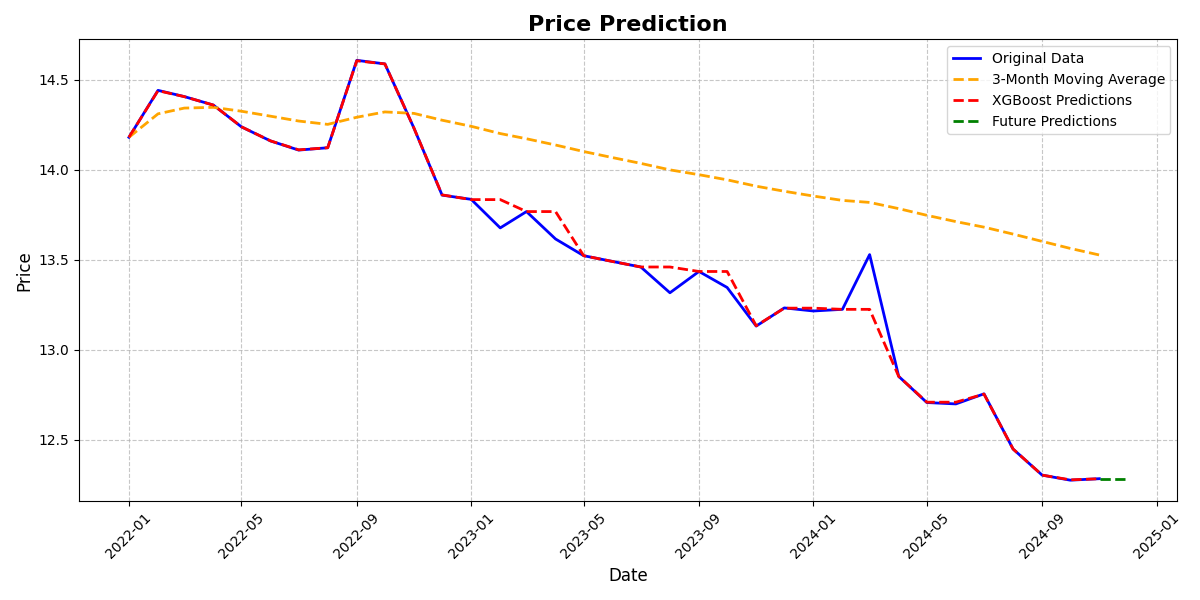 Price Prediction
Original Data
3-Month Moving Average
XGBoost Predictions
Future Predictions
Price
14.5
14.0
13.5
13.0
12.5
2022-01
2022-05
2022-09
2023-01
2023-05
2023-09
2024-01
2024-05
2024-09
2025-01
Date